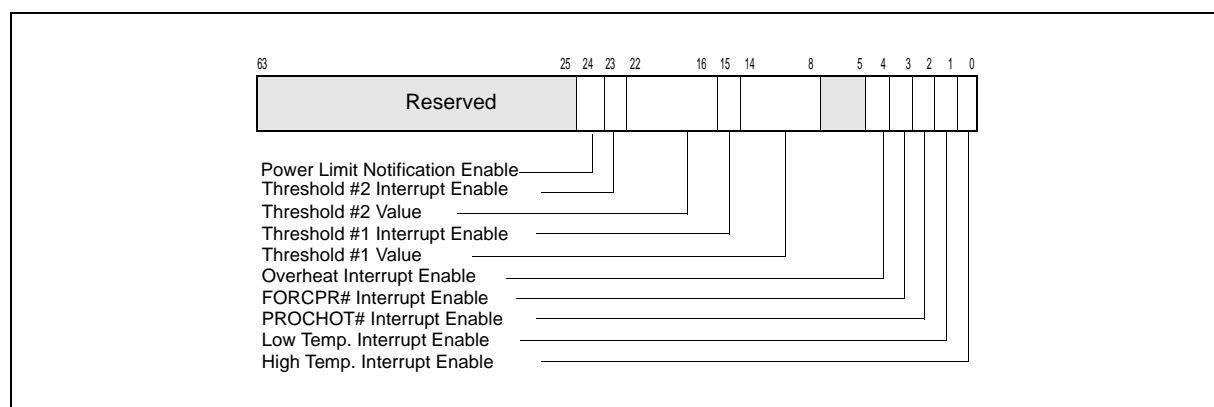 63 25 24 23 22 16 15 14 8 5 4 3 2 1 0
Reserved
Power Limit Notification Enable
Threshold #2 Interrupt Enable
Threshold #2 Value
Threshold #1 Interrupt Enable
Threshold #1 Value
Overheat Interrupt Enable
FORCPR# Interrupt Enable
PROCHOT# Interrupt Enable
Low Temp. Interrupt Enable
High Temp. Interrupt Enable